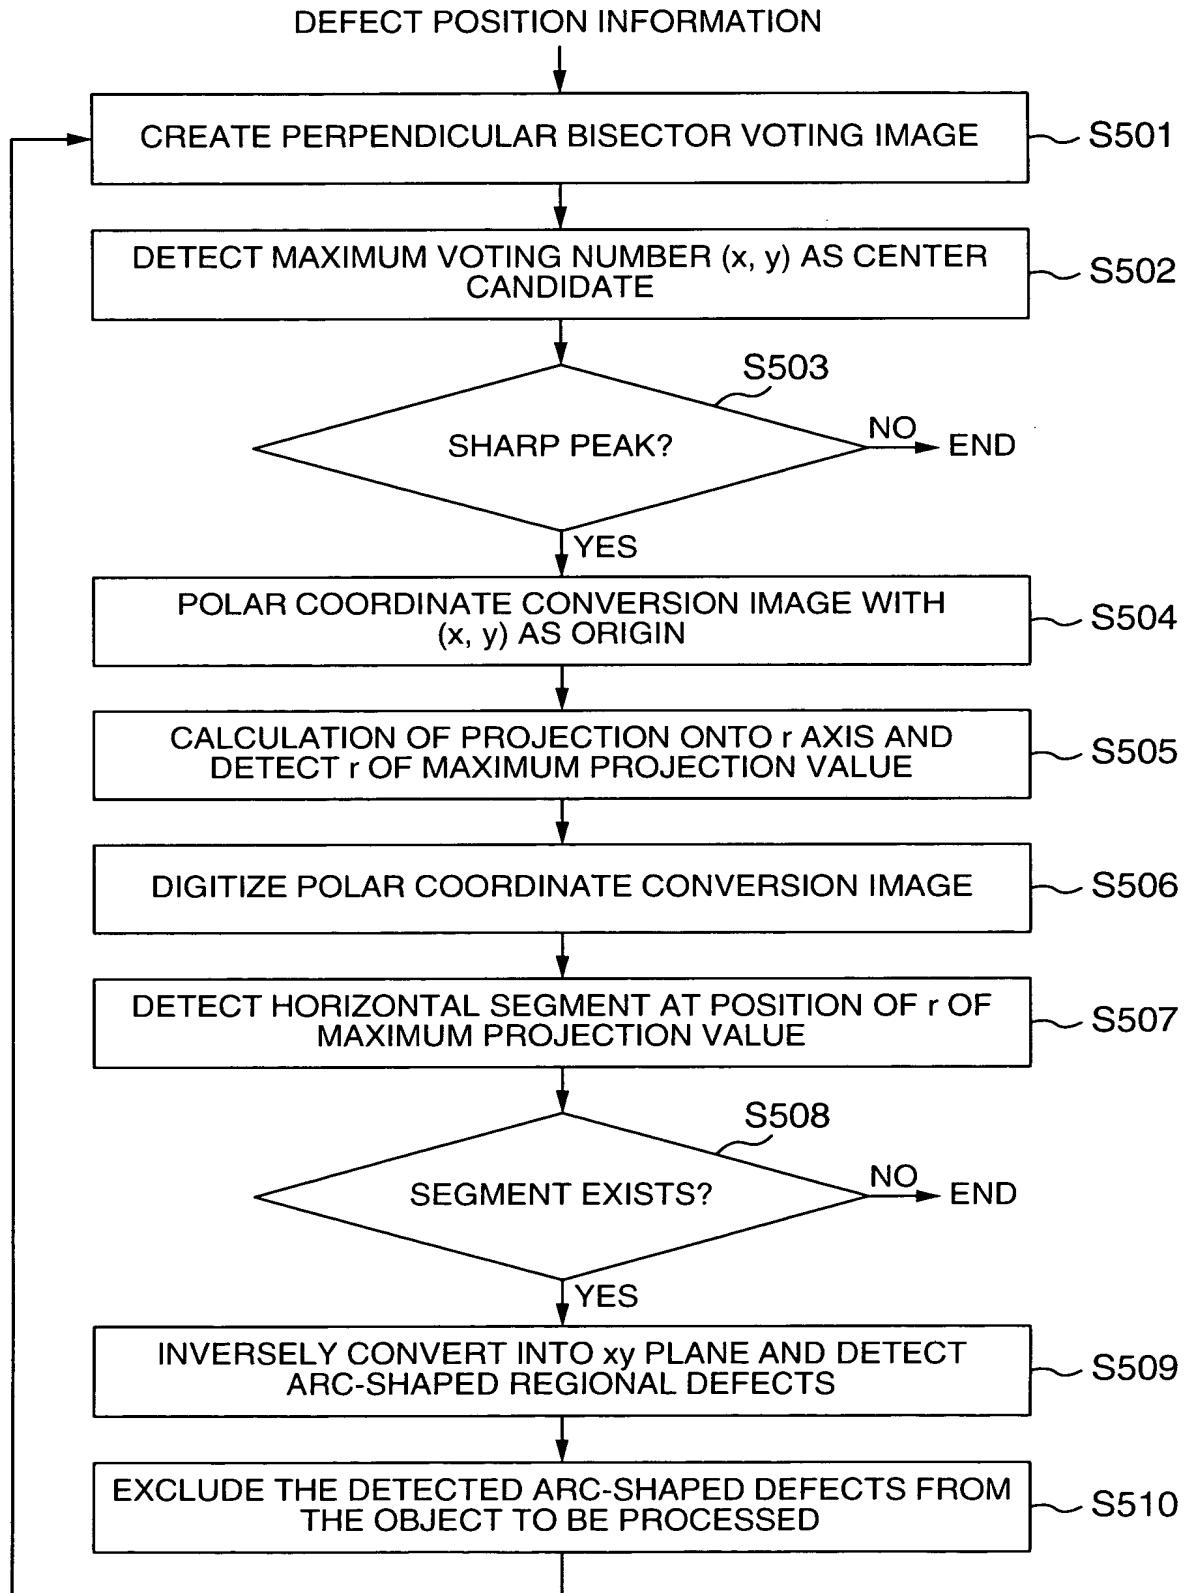 DEFECT POSITION INFORMATION
CREATE PERPENDICULAR BISECTOR VOTING IMAGE
S501
DETECT MAXIMUM VOTING NUMBER (x, y) AS CENTER
CANDIDATE
S502
S503
SHARP PEAK?
NO
END
YES
POLAR COORDINATE CONVERSION IMAGE WITH
(x, y) AS ORIGIN
S504
CALCULATION OF PROJECTION ONTO r AXIS AND
DETECT r OF MAXIMUM PROJECTION VALUE
S505
DIGITIZE POLAR COORDINATE CONVERSION IMAGE
S506
DETECT HORIZONTAL SEGMENT AT POSITION OF r OF
MAXIMUM PROJECTION VALUE
S507
S508
SEGMENT EXISTS?
NO
END
YES
INVERSELY CONVERT INTO xy PLANE AND DETECT
ARC-SHAPED REGIONAL DEFECTS
S509
EXCLUDE THE DETECTED ARC-SHAPED DEFECTS FROM
THE OBJECT TO BE PROCESSED
S510